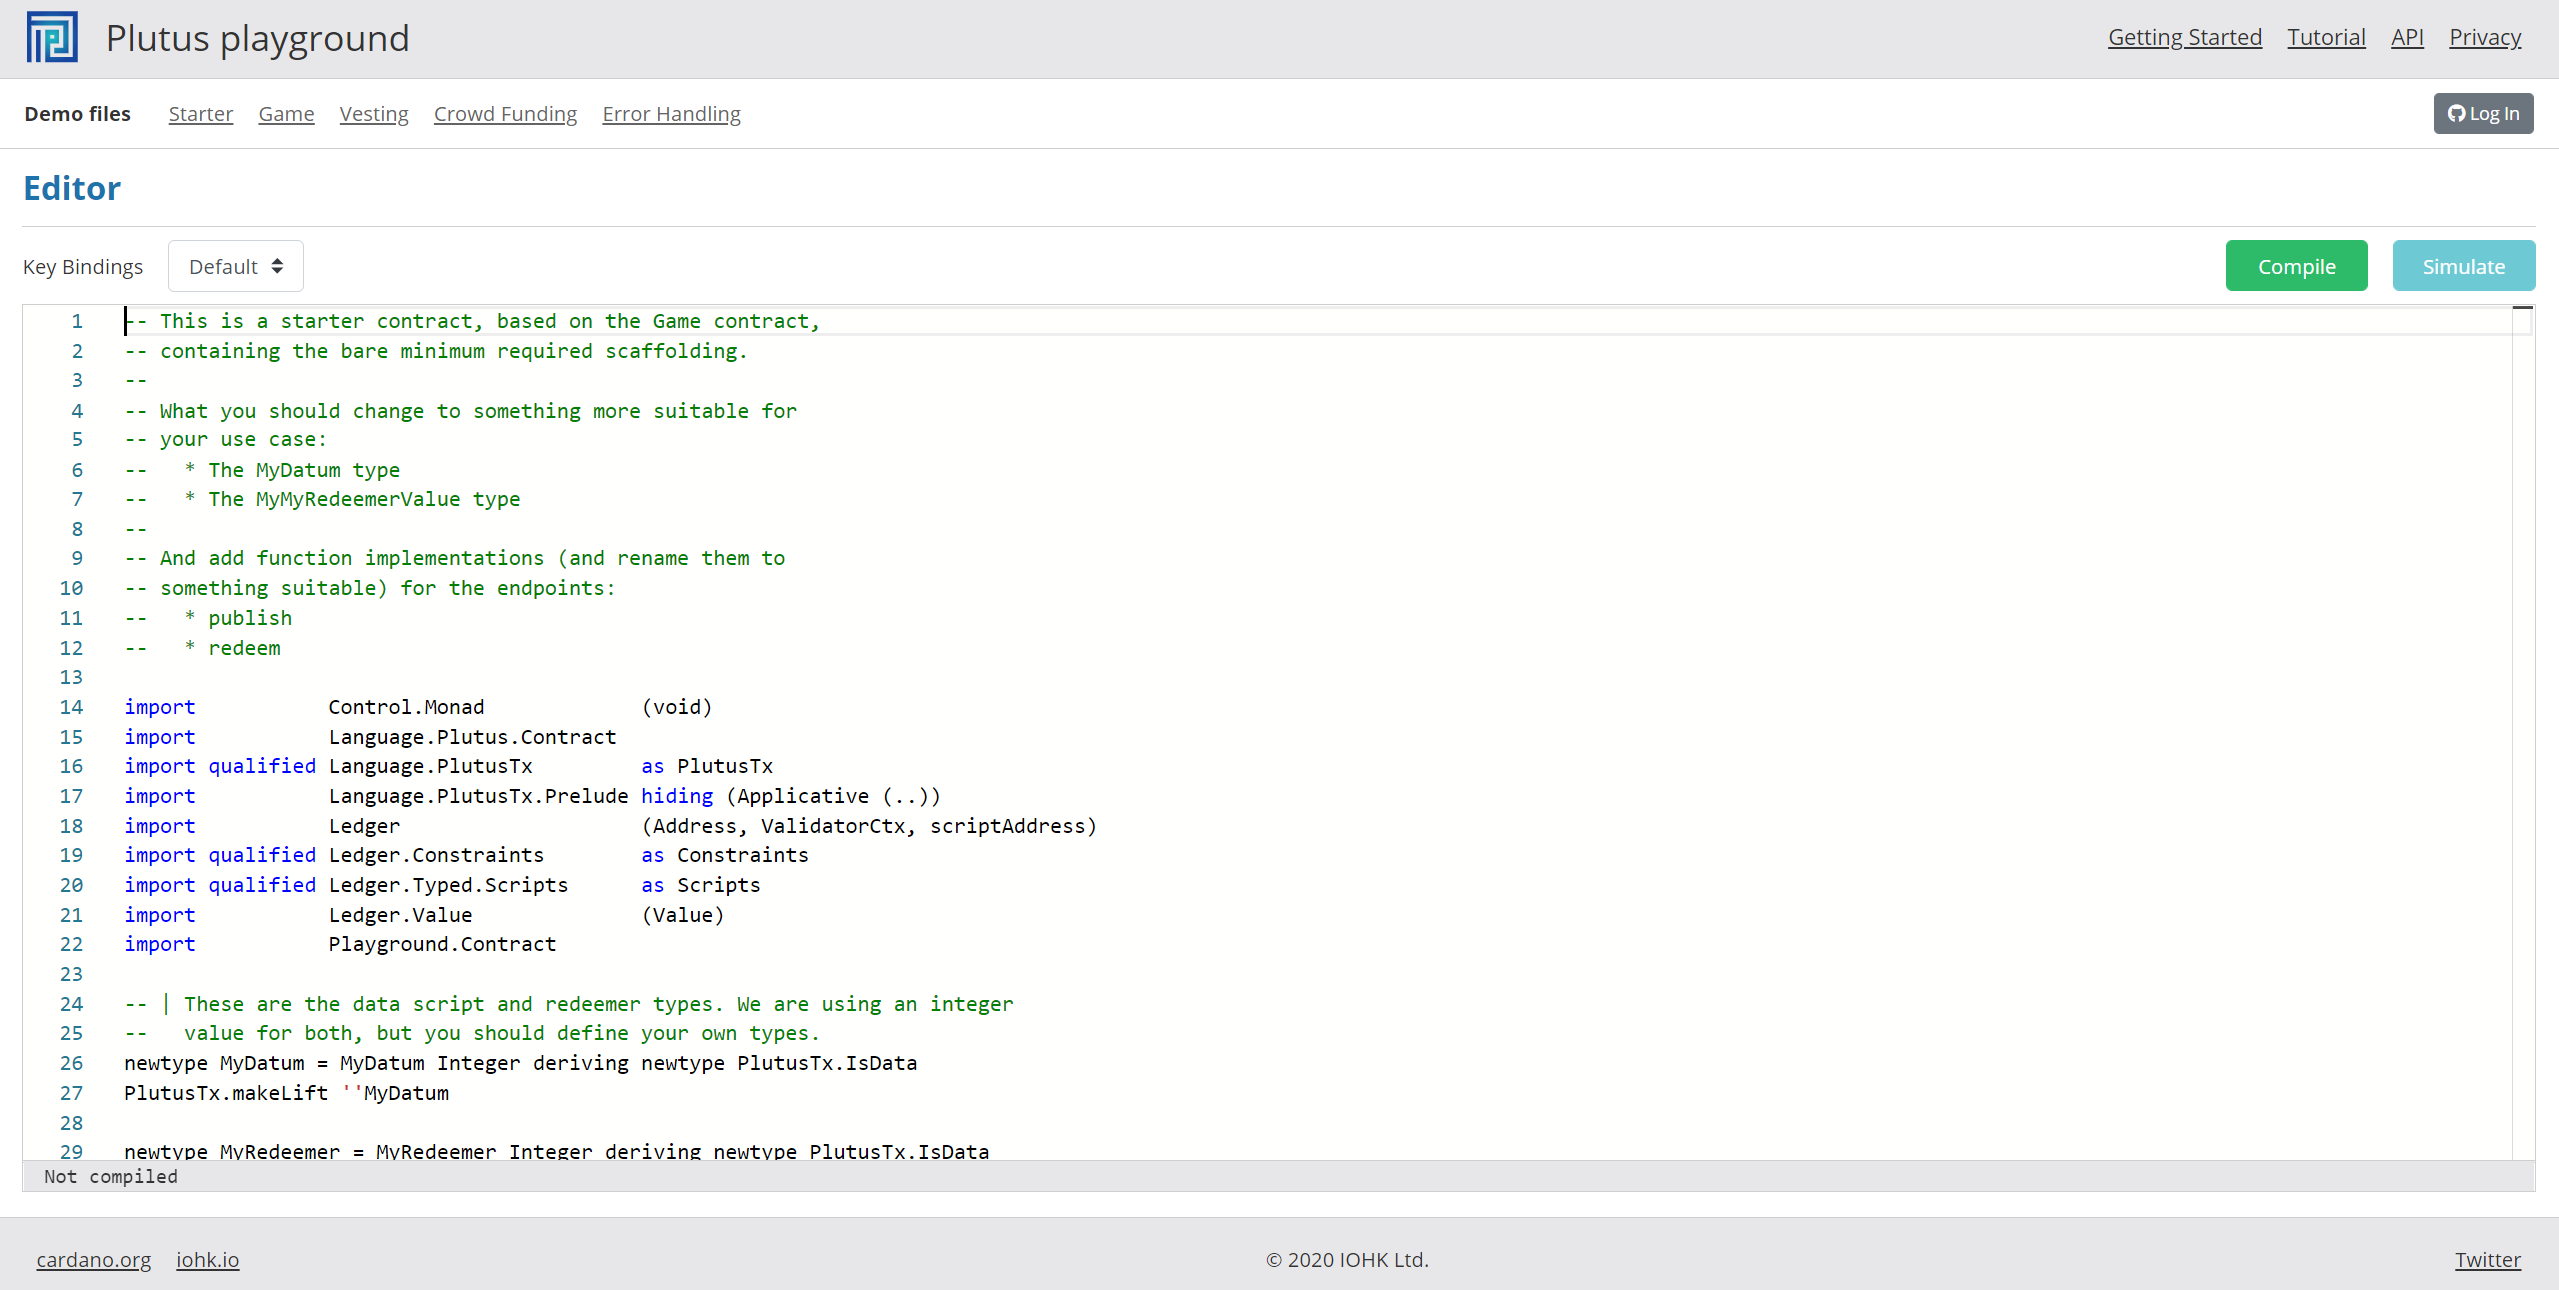 Plutus playground
Getting Started Tutorial API Privacy
Demo files Starter Game Vesting Crowd Funding Error Handling
Log In
Editor
Key Bindings Default
Compile Simulate
1 -- This is a starter contract, based on the Game contract,
2 -- containing the bare minimum required scaffolding.
3 --
4 -- What you should change to something more suitable for
5 -- your use case:
6 --   * The MyDatum type
7 --   * The MyMyRedeemerValue type
8 --
9 -- And add function implementations (and rename them to
10 -- something suitable) for the endpoints:
11 --   * publish
12 --   * redeem
13
14 import           Control.Monad             (void)
15 import           Language.Plutus.Contract
16 import qualified Language.PlutusTx         as PlutusTx
17 import           Language.PlutusTx.Prelude hiding (Applicative (..))
18 import           Ledger                    (Address, ValidatorCtx, scriptAddress)
19 import qualified Ledger.Constraints        as Constraints
20 import qualified Ledger.Typed.Scripts      as Scripts
21 import           Ledger.Value              (Value)
22 import           Playground.Contract
23
24 -- | These are the data script and redeemer types. We are using an integer
25 --   value for both, but you should define your own types.
26 newtype MyDatum = MyDatum Integer deriving newtype PlutusTx.IsData
27 PlutusTx.makeLift ''MyDatum
28
29 newtype MyRedeemer = MyRedeemer Integer deriving newtype PlutusTx.IsData
Not compiled
cardano.org iohk.io
© 2020 IOHK Ltd.
Twitter